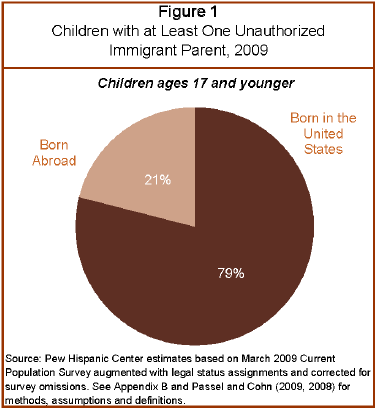 Figure 1
Children with at Least One Unauthorized
Immigrant Parent, 2009
Children ages 17 and younger
Born in the
United
States
Born
Abroad
21%
79%
Source: Pew Hispanic Center estimates based on March 2009 Current
Population Survey augmented with legal status assignments and corrected for
survey omissions. See Appendix B and Passel and Cohn (2009, 2008) for
methods, assumptions and definitions.